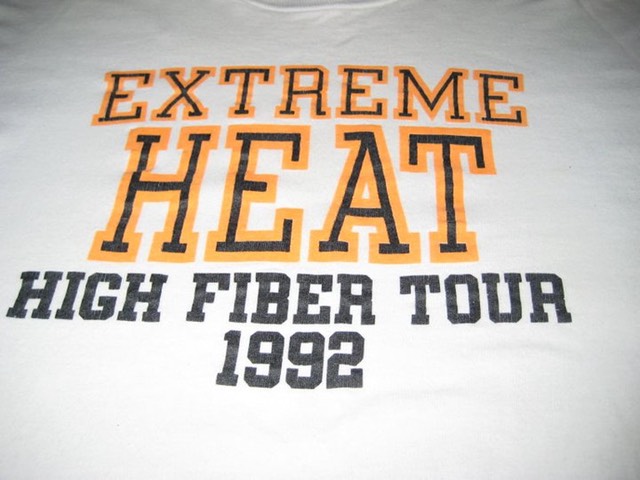 EXTREME
HEAT
HIGH FIBER TOUR
1992